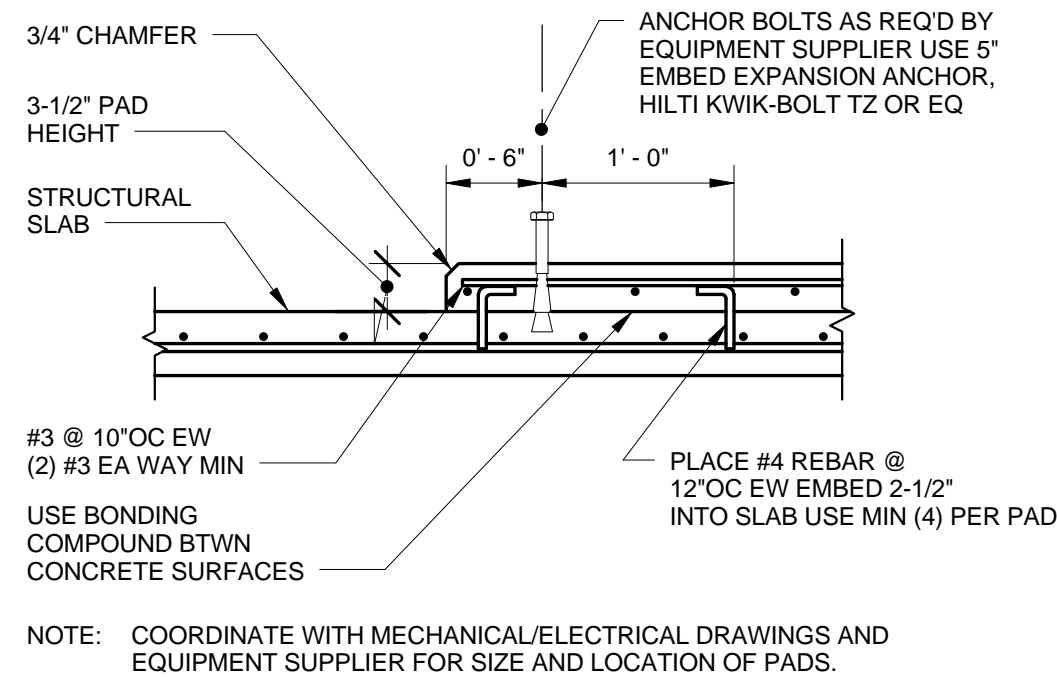 3/4" CHAMFER
3-1/2" PAD
HEIGHT
STRUCTURAL
SLAB
ANCHOR BOLTS AS REQ'D BY
EQUIPMENT SUPPLIER USE 5"
EMBED EXPANSION ANCHOR,
HILTI KWIK-BOLT TZ OR EQ
0' - 6"
1' - 0"
#3 @ 10"OC EW
(2) #3 EA WAY MIN
USE BONDING
COMPOUND BTWN
CONCRETE SURFACES
PLACE #4 REBAR @
12"OC EW EMBED 2-1/2"
INTO SLAB USE MIN (4) PER PAD
NOTE: COORDINATE WITH MECHANICAL/ELECTRICAL DRAWINGS AND
EQUIPMENT SUPPLIER FOR SIZE AND LOCATION OF PADS.